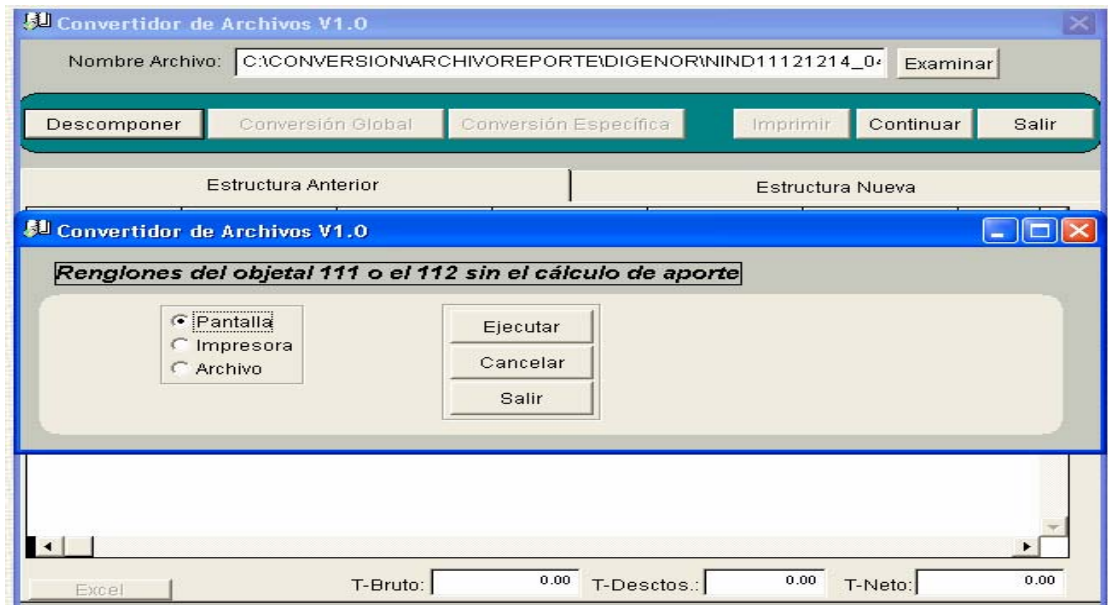 Convertidor de Archivos V1.0
Nombre Archivo: C:\CONVERSION\ARCHIVOREPORTE\DIGENOR\NIND11121214_04 Examinar
Descomponer Conversión Global Conversión Específica Imprimir Continuar Salir
Estructura Anterior Estructura Nueva
Convertidor de Archivos V1.0
Renglones del objetal 111 o el 112 sin el cálculo de aporte
Pantalla
Impresora
Archivo
Ejecutar
Cancelar
Salir
Excel T-Bruto: 0.00 T-Desctos.: 0.00 T-Neto: 0.00